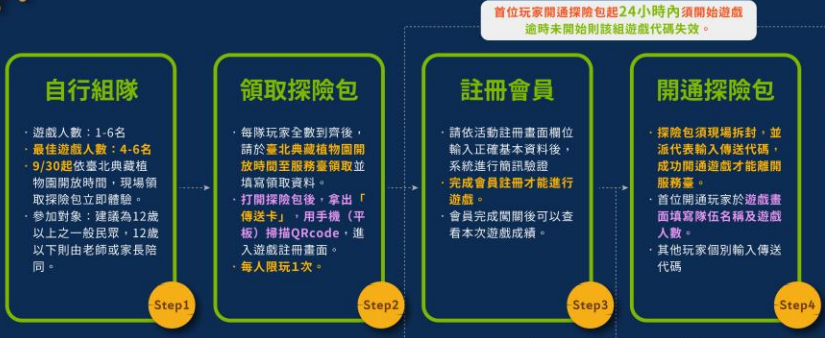 首位玩家開通探險包起24小時內須開始遊戲
逾時未開始則該組遊戲代碼失效。
自行組隊
· 遊戲人數：1-6名
· 最佳遊戲人數：4-6名
· 9/30起依臺北典藏植
物園開放時間，現場領
取探險包立即體驗。
· 參加對象：建議為12歲
以上之一般民眾，12歲
以下則由老師或家長陪
同。
Step1
領取探險包
· 每隊玩家全數到齊後，
請於臺北典藏植物園開
放時間至服務臺領取並
填寫領取資料。
· 打開探險包後，拿出「
傳送卡」，用手機（平
板）掃描QRcode，進
入遊戲註冊畫面。
· 每人限玩1次。
Step2
註冊會員
· 請依活動註冊畫面欄位
輸入正確基本資料後，
系統進行簡訊驗證
· 完成會員註冊才能進行
遊戲。
· 會員完成闖關後可以查
看本次遊戲成績。
Step3
開通探險包
· 探險包須現場拆封，並
派代表輸入傳送代碼，
成功開通遊戲才能離開
服務臺。
· 首位開通玩家於遊戲畫
面填寫隊伍名稱及遊戲
人數。
· 其他玩家個別輸入傳送
代碼
Step4